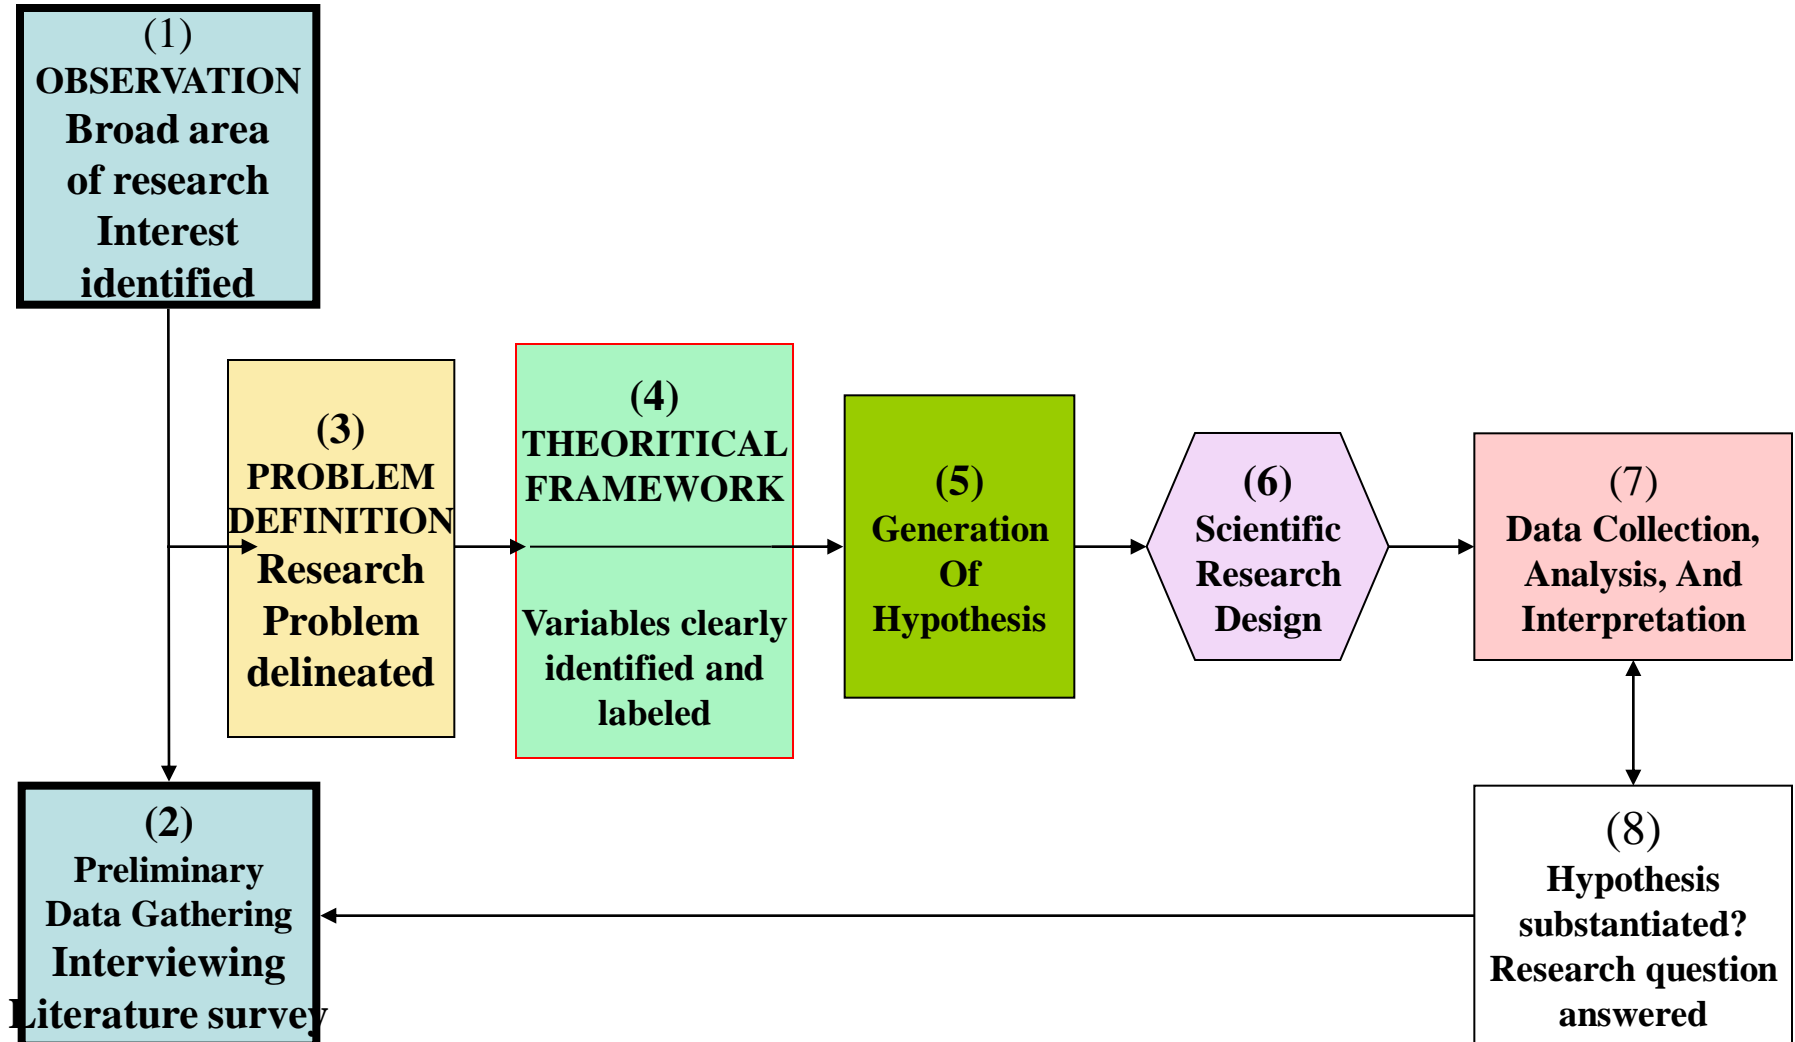 (1)
OBSERVATION
Broad area
of research
Interest
identified
(2)
Preliminary
Data Gathering
Interviewing
Literature survey
(3)
PROBLEM
DEFINITION
Research
Problem
delineated
(4)
THEORITICAL
FRAMEWORK
Variables clearly
identified and
labeled
(5)
Generation
Of
Hypothesis
(6)
Scientific
Research
Design
(7)
Data Collection,
Analysis, And
Interpretation
(8)
Hypothesis
substantiated?
Research question
answered